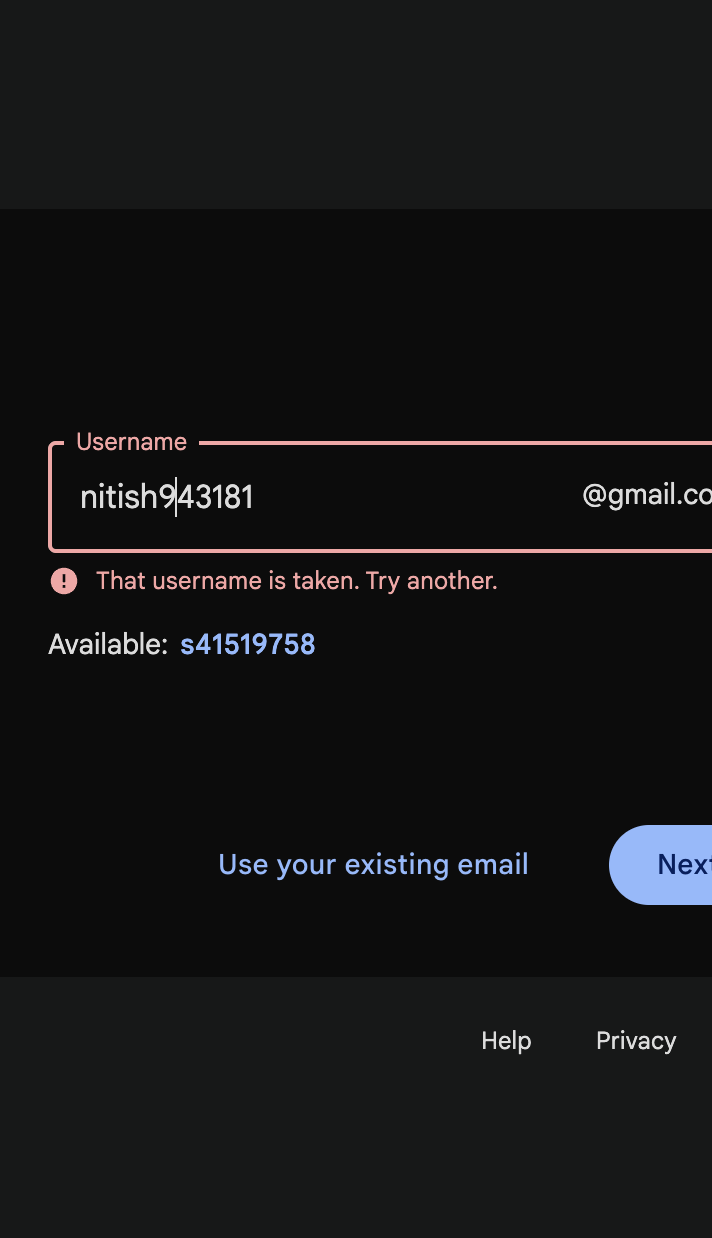 Username
nitish943181
@gmail.co
That username is taken. Try another.
Available: s41519758
Use your existing email
Next
Help Privacy